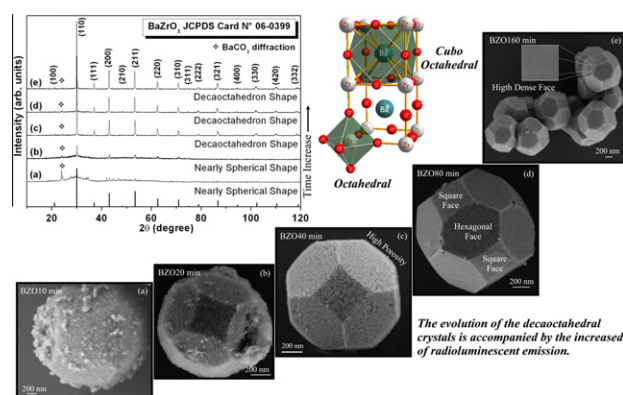 BaZrO3 JCPDS Card N° 06-0399
✧ BaCO3 diffraction
(110)
(100)
(111)
(200)
(210)
(211)
(220)
(310)
(311)
(222)
(321)
(400)
(330)
(420)
(332)
(e)
Decaoctahedron Shape
(d)
Decaoctahedron Shape
(c)
Decaoctahedron Shape
(b)
Nearly Spherical Shape
(a)
Nearly Spherical Shape
Intensity (arb. units)
Time Increase
20 30 40 50 60 70 80 90 100 110 120
2θ (degree)
Cubo
Octahedral
Ba
Octahedral
BZO160 min (e)
Higth Dense Face
200 nm
BZO80 min (d)
Square
Face
Hexagonal
Face
Square
Face
200 nm
BZO40 min (c)
High Porosity
200 nm
BZO20 min (b)
200 nm
BZO10 min (a)
200 nm
The evolution of the decaoctahedral
crystals is accompanied by the increased
of radioluminescent emission.